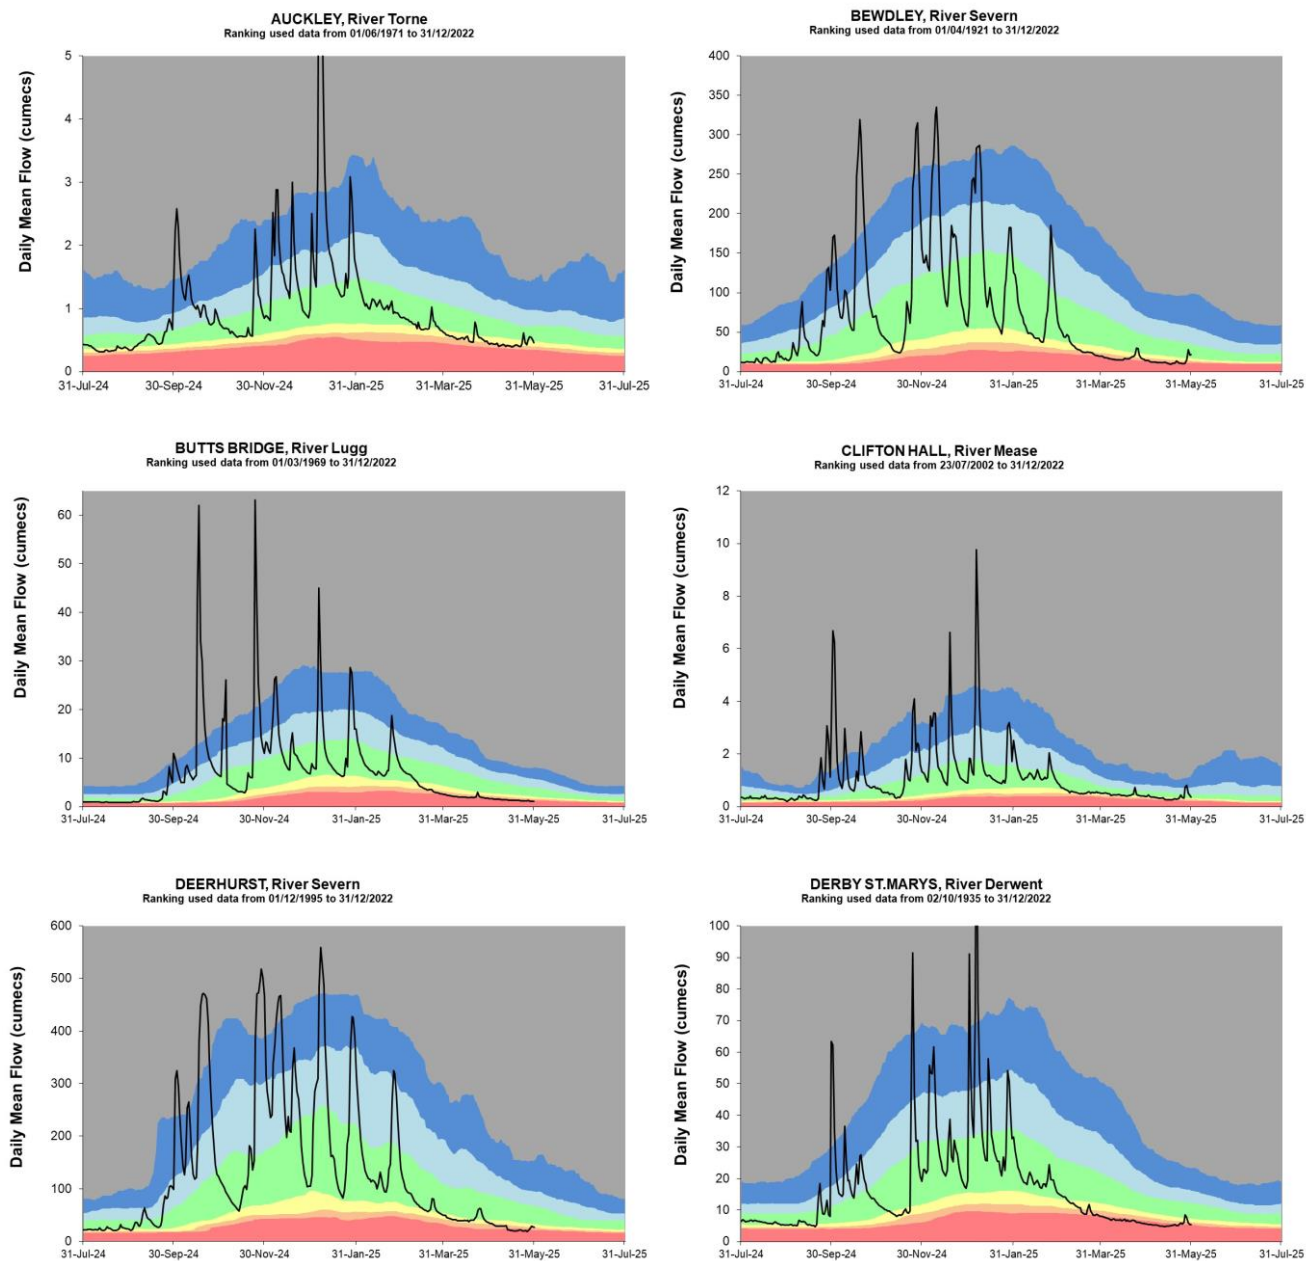 AUCKLEY, River Torne
Ranking used data from 01/06/1971 to 31/12/2022
Daily Mean Flow (cumecs)
5
4
3
2
1
0
31-Jul-24 30-Sep-24 30-Nov-24 31-Jan-25 31-Mar-25 31-May-25 31-Jul-25
BEWDLEY, River Severn
Ranking used data from 01/04/1921 to 31/12/2022
Daily Mean Flow (cumecs)
400
350
300
250
200
150
100
50
0
31-Jul-24 30-Sep-24 30-Nov-24 31-Jan-25 31-Mar-25 31-May-25 31-Jul-25
BUTTS BRIDGE, River Lugg
Ranking used data from 01/03/1969 to 31/12/2022
Daily Mean Flow (cumecs)
60
50
40
30
20
10
0
31-Jul-24 30-Sep-24 30-Nov-24 31-Jan-25 31-Mar-25 31-May-25 31-Jul-25
CLIFTON HALL, River Mease
Ranking used data from 23/07/2002 to 31/12/2022
Daily Mean Flow (cumecs)
12
10
8
6
4
2
0
31-Jul-24 30-Sep-24 30-Nov-24 31-Jan-25 31-Mar-25 31-May-25 31-Jul-25
DEERHURST, River Severn
Ranking used data from 01/12/1995 to 31/12/2022
Daily Mean Flow (cumecs)
600
500
400
300
200
100
0
31-Jul-24 30-Sep-24 30-Nov-24 31-Jan-25 31-Mar-25 31-May-25 31-Jul-25
DERBY ST.MARYS, River Derwent
Ranking used data from 02/10/1935 to 31/12/2022
Daily Mean Flow (cumecs)
100
90
80
70
60
50
40
30
20
10
0
31-Jul-24 30-Sep-24 30-Nov-24 31-Jan-25 31-Mar-25 31-May-25 31-Jul-25